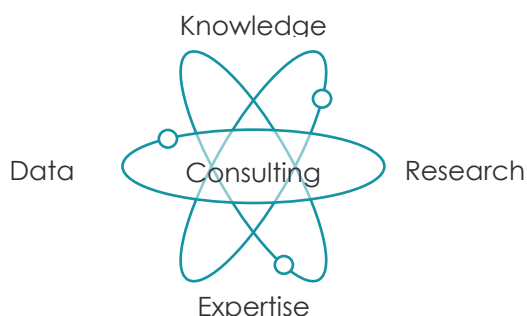 Knowledge
Data
Consulting
Research
Expertise